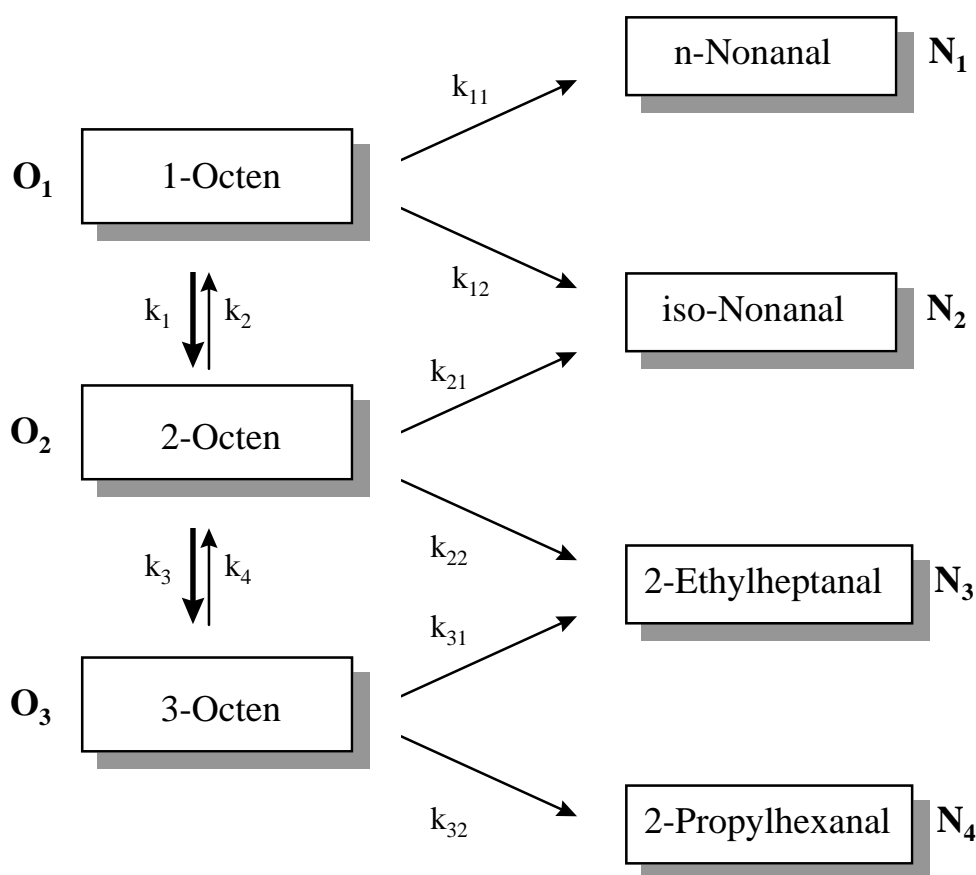 n-Nonanal N₁
k₁₁
O₁ 1-Octen
k₁₂
k₁ k₂
iso-Nonanal N₂
k₂₁
O₂ 2-Octen
k₂₂
k₃ k₄
2-Ethylheptanal N₃
k₃₁
O₃ 3-Octen
k₃₂
2-Propylhexanal N₄